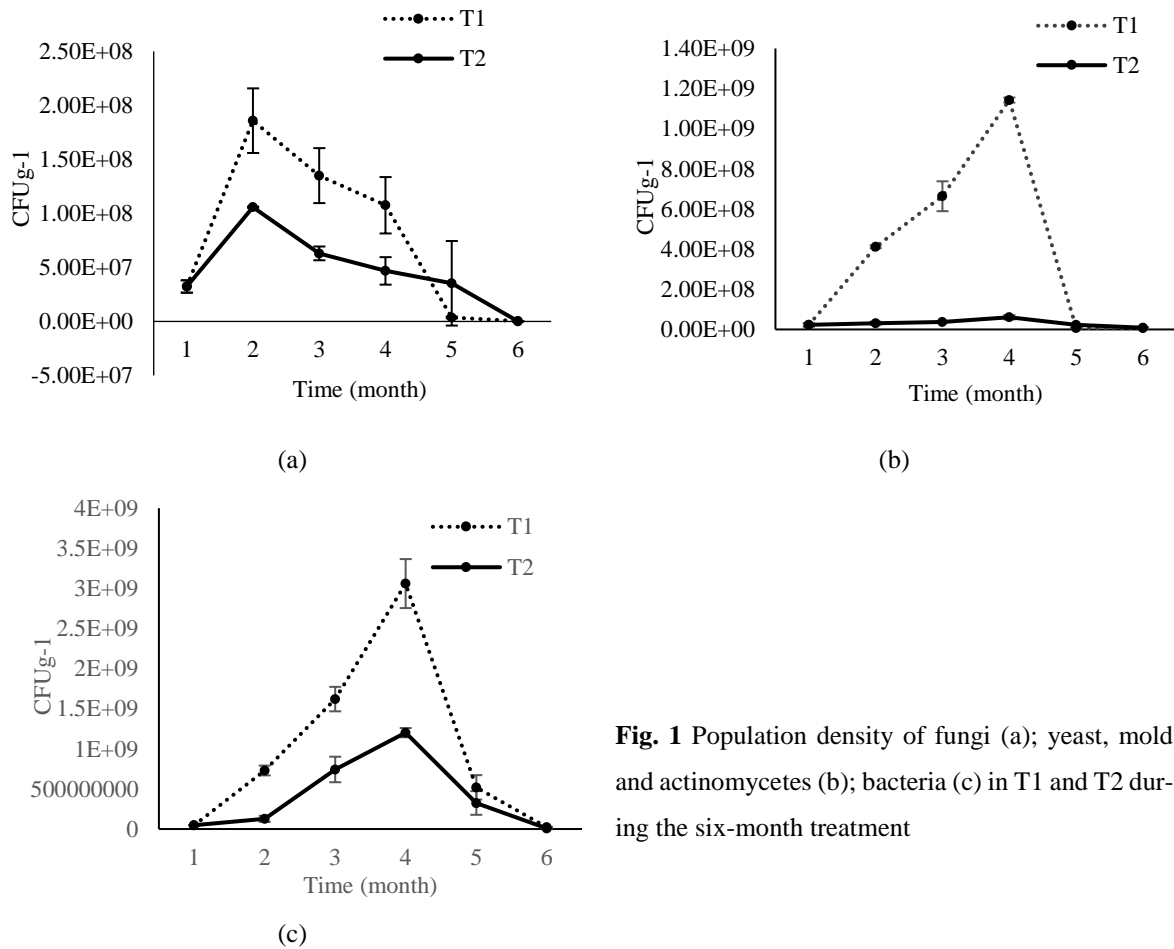 T1
T2
2.50E+08
2.00E+08
1.50E+08
1.00E+08
5.00E+07
0.00E+00
-5.00E+07
CFUg-1
1 2 3 4 5 6
Time (month)
(a)
T1
T2
1.40E+09
1.20E+09
1.00E+09
8.00E+08
6.00E+08
4.00E+08
2.00E+08
0.00E+00
CFUg-1
1 2 3 4 5 6
Time (month)
(b)
T1
T2
4E+09
3.5E+09
3E+09
2.5E+09
2E+09
1.5E+09
1E+09
500000000
0
CFUg-1
1 2 3 4 5 6
Time (month)
(c)
Fig. 1 Population density of fungi (a); yeast, mold
and actinomycetes (b); bacteria (c) in T1 and T2 dur-
ing the six-month treatment